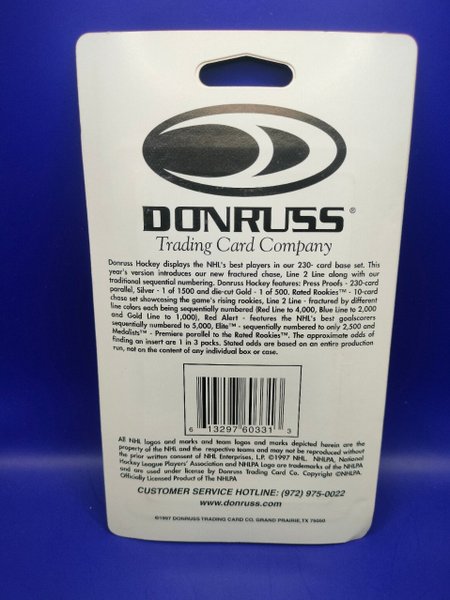 DONRUSS®
Trading Card Company
Donruss Hockey displays the NHL's best players in our 230- card base set. This
year's version introduces our new fractured chase, Line 2 Line along with our
traditional sequential numbering. Donruss Hockey features: Press Proofs - 230-card
parallel, Silver - 1 of 1500 and die-cut Gold - 1 of 500. Rated Rookies™ - 10-card
chase set showcasing the game's rising rookies, Line 2 Line - fractured by different
line colors each being sequentially numbered (Red Line to 4,000, Blue Line to 2,000
and Gold Line to 1,000), Red Alert - features the NHL's best goalscorers
sequentially numbered to 5,000, Elite™ - sequentially numbered to only 2,500 and
Medalists™ - Premiere parallel to the Rated Rookies™. The approximate odds of
finding an insert are 1 in 3 packs. Stated odds are based on an entire production
run, not on the content of any individual box or case.
6 13297 60331 3
All NHL logos and marks and team logos and marks depicted herein are the
property of the NHL and the respective teams and may not be reproduced without
the prior written consent of NHL Enterprises, L.P. ©1997 NHL. NHLPA, National
Hockey League Players' Association and NHLPA Logo are trademarks of the NHLPA
and are used under license by Donruss Trading Card Co. Copyright ©NHLPA.
Officially Licensed Product of The NHLPA
CUSTOMER SERVICE HOTLINE: (972) 975-0022
www.donruss.com
©1997 DONRUSS TRADING CARD CO. GRAND PRAIRIE, TX 75050